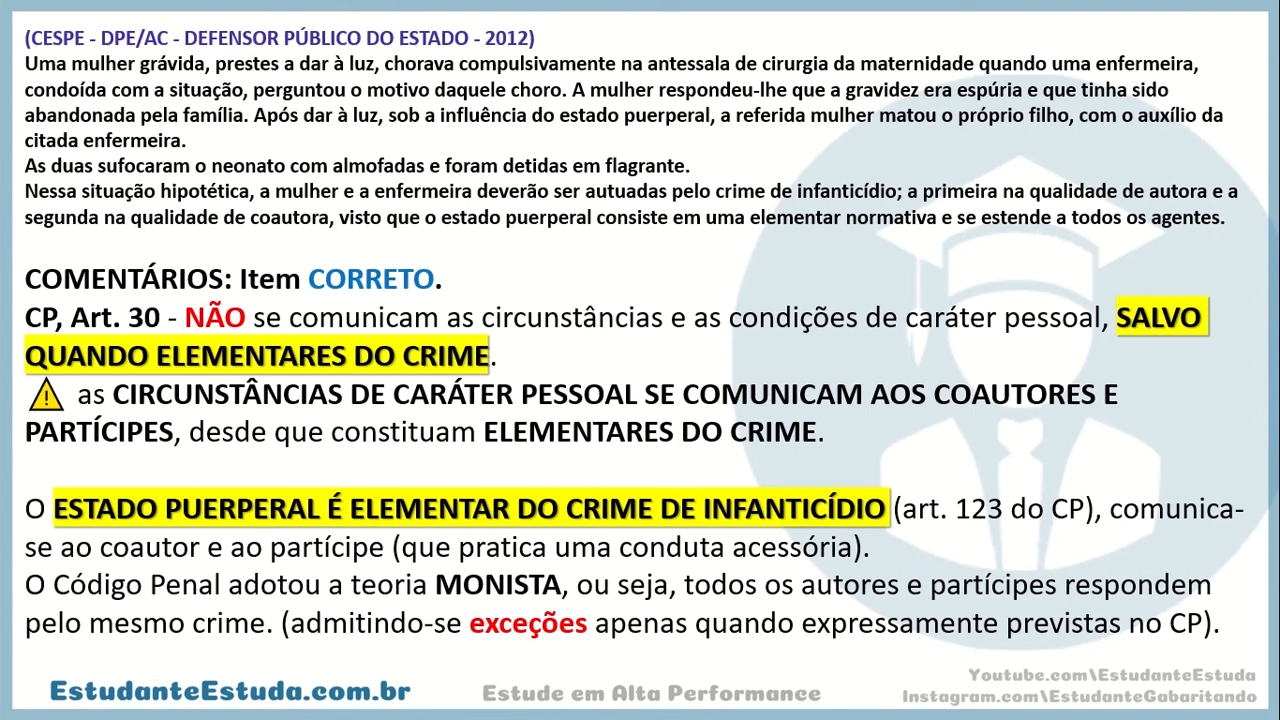 (CESPE - DPE/AC - DEFENSOR PÚBLICO DO ESTADO - 2012)
Uma mulher grávida, prestes a dar à luz, chorava compulsivamente na antessala de cirurgia da maternidade quando uma enfermeira,
condoída com a situação, perguntou o motivo daquele choro. A mulher respondeu-lhe que a gravidez era espúria e que tinha sido
abandonada pela família. Após dar à luz, sob a influência do estado puerperal, a referida mulher matou o próprio filho, com o auxílio da
citada enfermeira.
As duas sufocaram o neonato com almofadas e foram detidas em flagrante.
Nessa situação hipotética, a mulher e a enfermeira deverão ser autuadas pelo crime de infanticídio; a primeira na qualidade de autora e a
segunda na qualidade de coautora, visto que o estado puerperal consiste em uma elementar normativa e se estende a todos os agentes.
COMENTÁRIOS: Item CORRETO.
CP, Art. 30 - NÃO se comunicam as circunstâncias e as condições de caráter pessoal, SALVO
QUANDO ELEMENTARES DO CRIME.
⚠ as CIRCUNSTÂNCIAS DE CARÁTER PESSOAL SE COMUNICAM AOS COAUTORES E
PARTÍCIPES, desde que constituam ELEMENTARES DO CRIME.
O ESTADO PUERPERAL É ELEMENTAR DO CRIME DE INFANTICÍDIO (art. 123 do CP), comunica-
se ao coautor e ao partícipe (que pratica uma conduta acessória).
O Código Penal adotou a teoria MONISTA, ou seja, todos os autores e partícipes respondem
pelo mesmo crime. (admitindo-se exceções apenas quando expressamente previstas no CP).
EstudanteEstuda.com.br
Estude em Alta Performance
Youtube.com\EstudanteEstuda
Instagram.com\EstudanteGabaritando